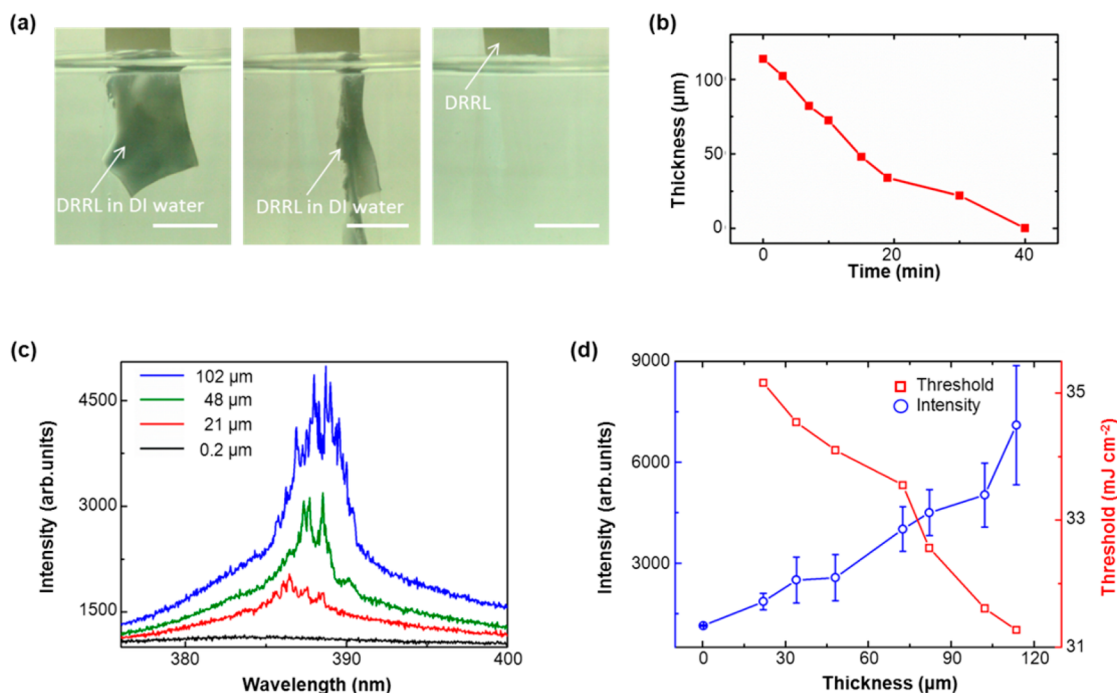 (a)
DRRL in DI water
DRRL in DI water
DRRL
(b)
Thickness (µm)
100
50
0
0
20
40
Time (min)
(c)
Intensity (arb.units)
4500
3000
1500
102 µm
48 µm
21 µm
0.2 µm
380
390
400
Wavelength (nm)
(d)
Intensity (arb.units)
9000
6000
3000
Threshold
Intensity
35
33
31
Threshold (mJ cm⁻²)
0
30
60
90
120
Thickness (µm)